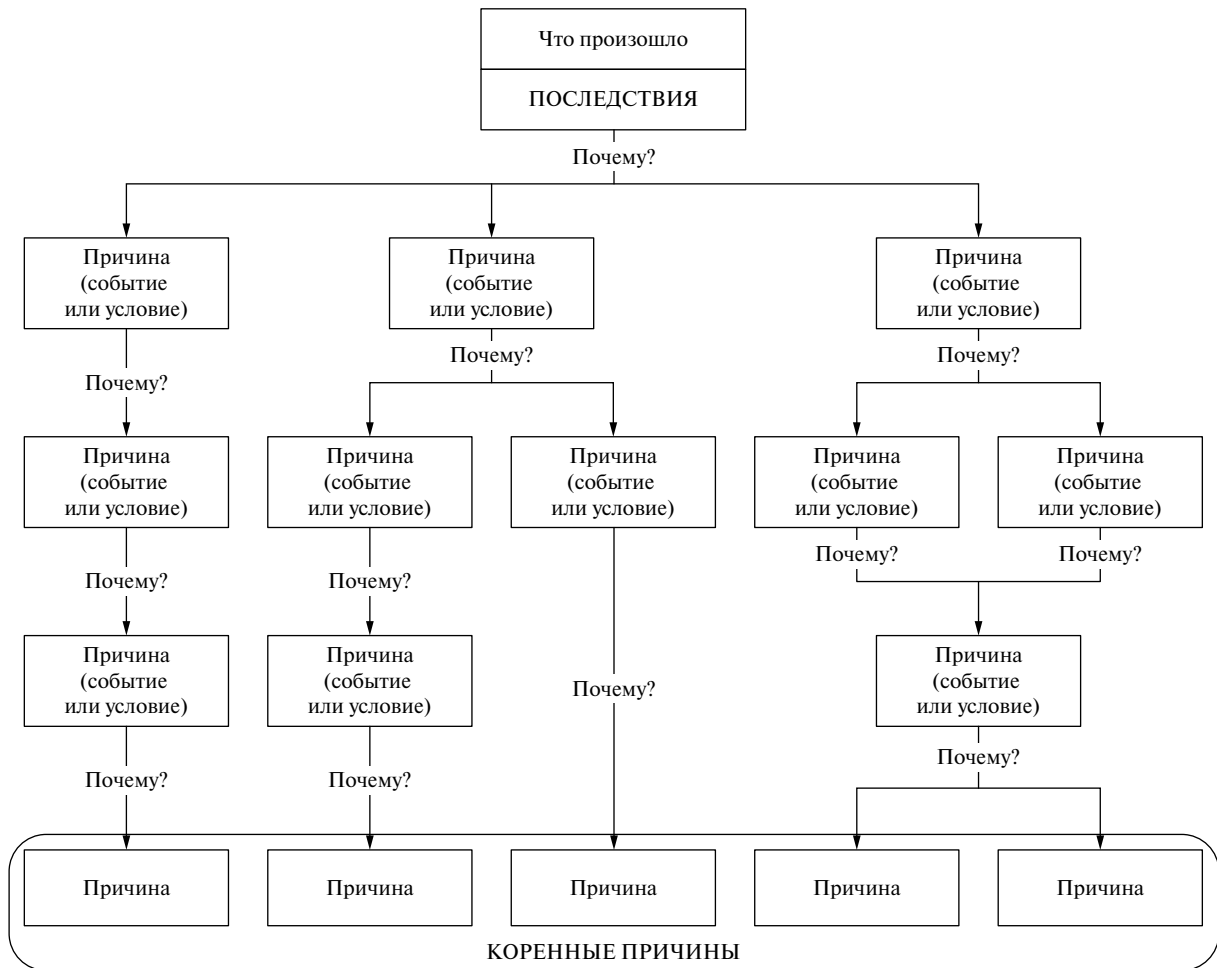 Что произошло
ПОСЛЕДСТВИЯ
Почему?
Причина
(событие
или условие)
Причина
(событие
или условие)
Причина
(событие
или условие)
Почему?
Почему?
Почему?
Причина
(событие
или условие)
Причина
(событие
или условие)
Причина
(событие
или условие)
Причина
(событие
или условие)
Причина
(событие
или условие)
Почему?
Почему?
Почему?
Почему?
Причина
(событие
или условие)
Причина
(событие
или условие)
Почему?
Причина
(событие
или условие)
Почему?
Почему?
Почему?
Причина
Причина
Причина
Причина
Причина
КОРЕННЫЕ ПРИЧИНЫ